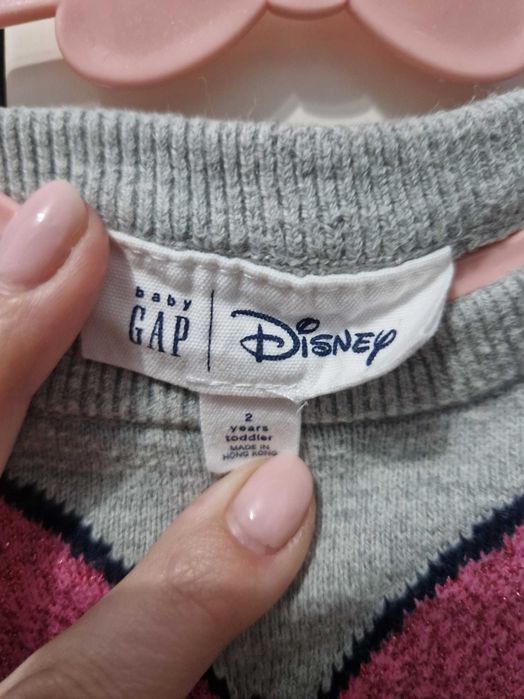 baby
GAP
Disney
2
years
toddler
MADE IN
HONG KONG